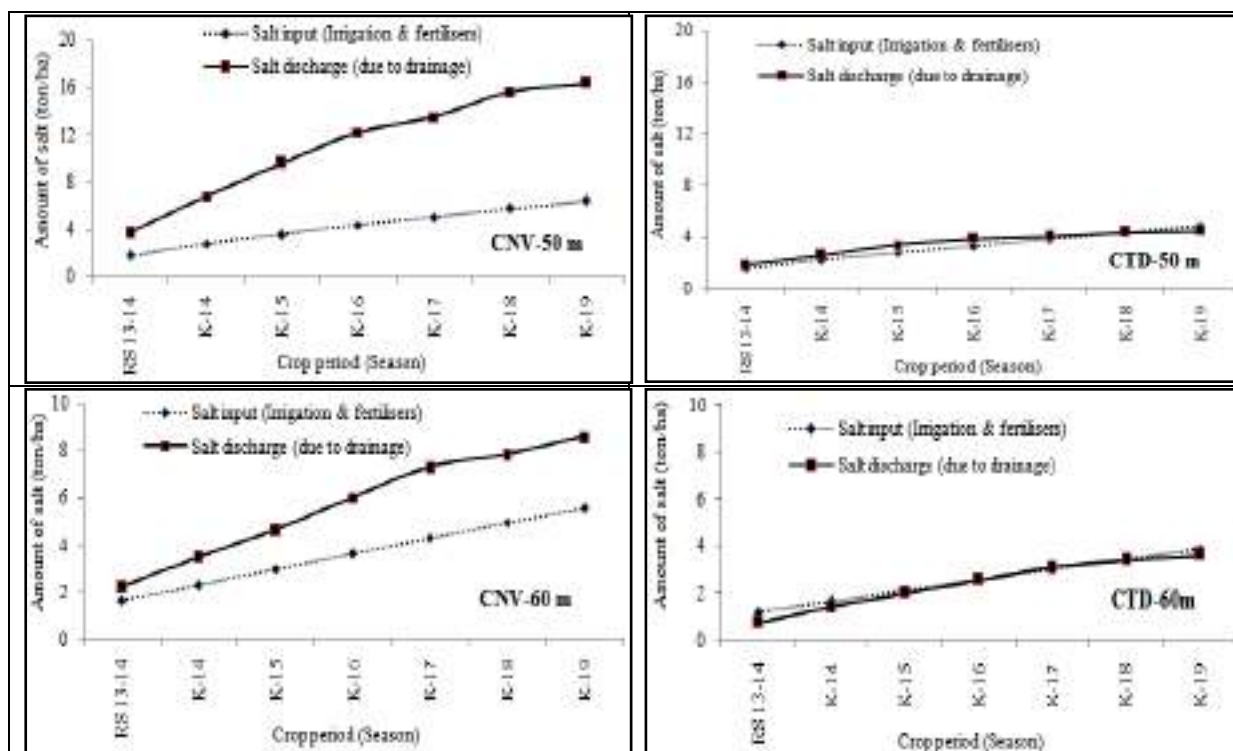 20
16
12
8
4
0
Amount of salt (ton/ha)
Salt input (Irrigation & fertilisers)
Salt discharge (due to drainage)
CNV-50 m
RS 13-14
K-14
K-15
K-16
K-17
K-18
K-19
Crop period (Season)
20
16
12
8
4
0
Amount of salt (ton/ha)
Salt input (Irrigation & fertilisers)
Salt discharge (due to drainage)
CTD-50 m
RS 13-14
K-14
K-15
K-16
K-17
K-18
K-19
Crop period (Season)
10
8
6
4
2
0
Amount of salt (ton/ha)
Salt input (Irrigation & fertilisers)
Salt discharge (due to drainage)
CNV-60 m
RS 13-14
K-14
K-15
K-16
K-17
K-18
K-19
Crop period (Season)
10
8
6
4
2
0
Amount of salt (ton/ha)
Salt input (Irrigation & fertilisers)
Salt discharge (due to drainage)
CTD-60m
RS 13-14
K-14
K-15
K-16
K-17
K-18
K-19
Crop period (Season)